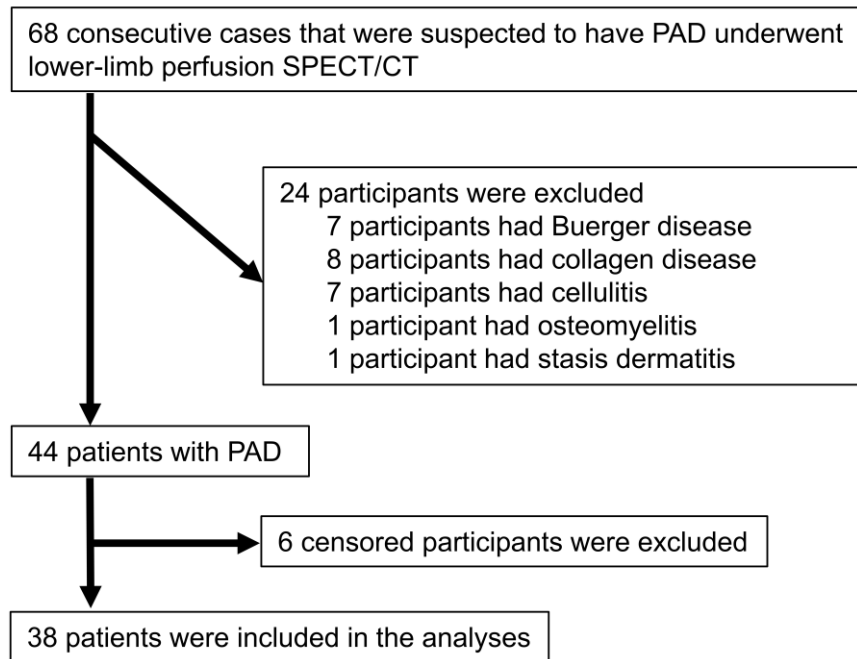 68 consecutive cases that were suspected to have PAD underwent
lower-limb perfusion SPECT/CT
24 participants were excluded
7 participants had Buerger disease
8 participants had collagen disease
7 participants had cellulitis
1 participant had osteomyelitis
1 participant had stasis dermatitis
44 patients with PAD
6 censored participants were excluded
38 patients were included in the analyses